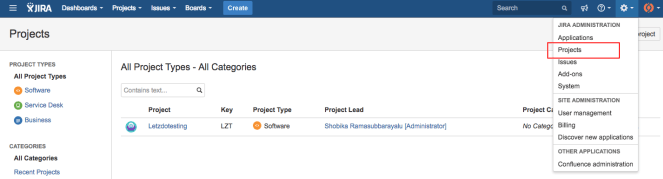 JIRA Dashboards Projects Issues Boards Create Search
Projects
roject
JIRA ADMINISTRATION
Applications
Projects
Issues
Add-ons
System
SITE ADMINISTRATION
User management
Billing
Discover new applications
OTHER APPLICATIONS
Confluence administration
PROJECT TYPES
All Project Types
Software
Service Desk
Business
CATEGORIES
All Categories
Recent Projects
All Project Types - All Categories
Contains text...
Project Key Project Type Project Lead Project Ca
Letzdotesting LZT Software Shobika Ramasubberayalu [Administrator] No Catego